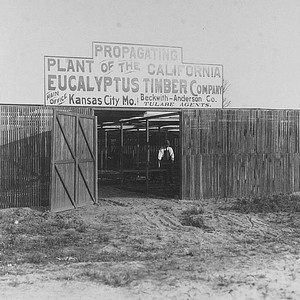 PROPAGATING
PLANT OF THE CALIFORNIA
EUCALYPTUS TIMBER COMPANY
MAIN OFFICE KANSAS CITY MO. BECKWITH-ANDERSON CO.
TULARE AGENTS.